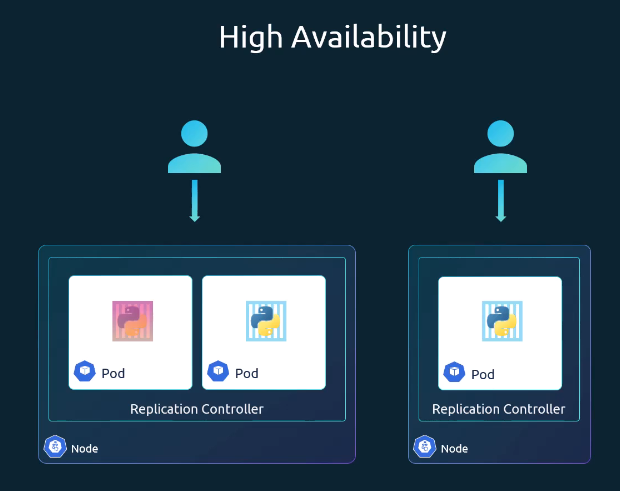 High Availability
Pod
Pod
Replication Controller
Node
Pod
Replication Controller
Node